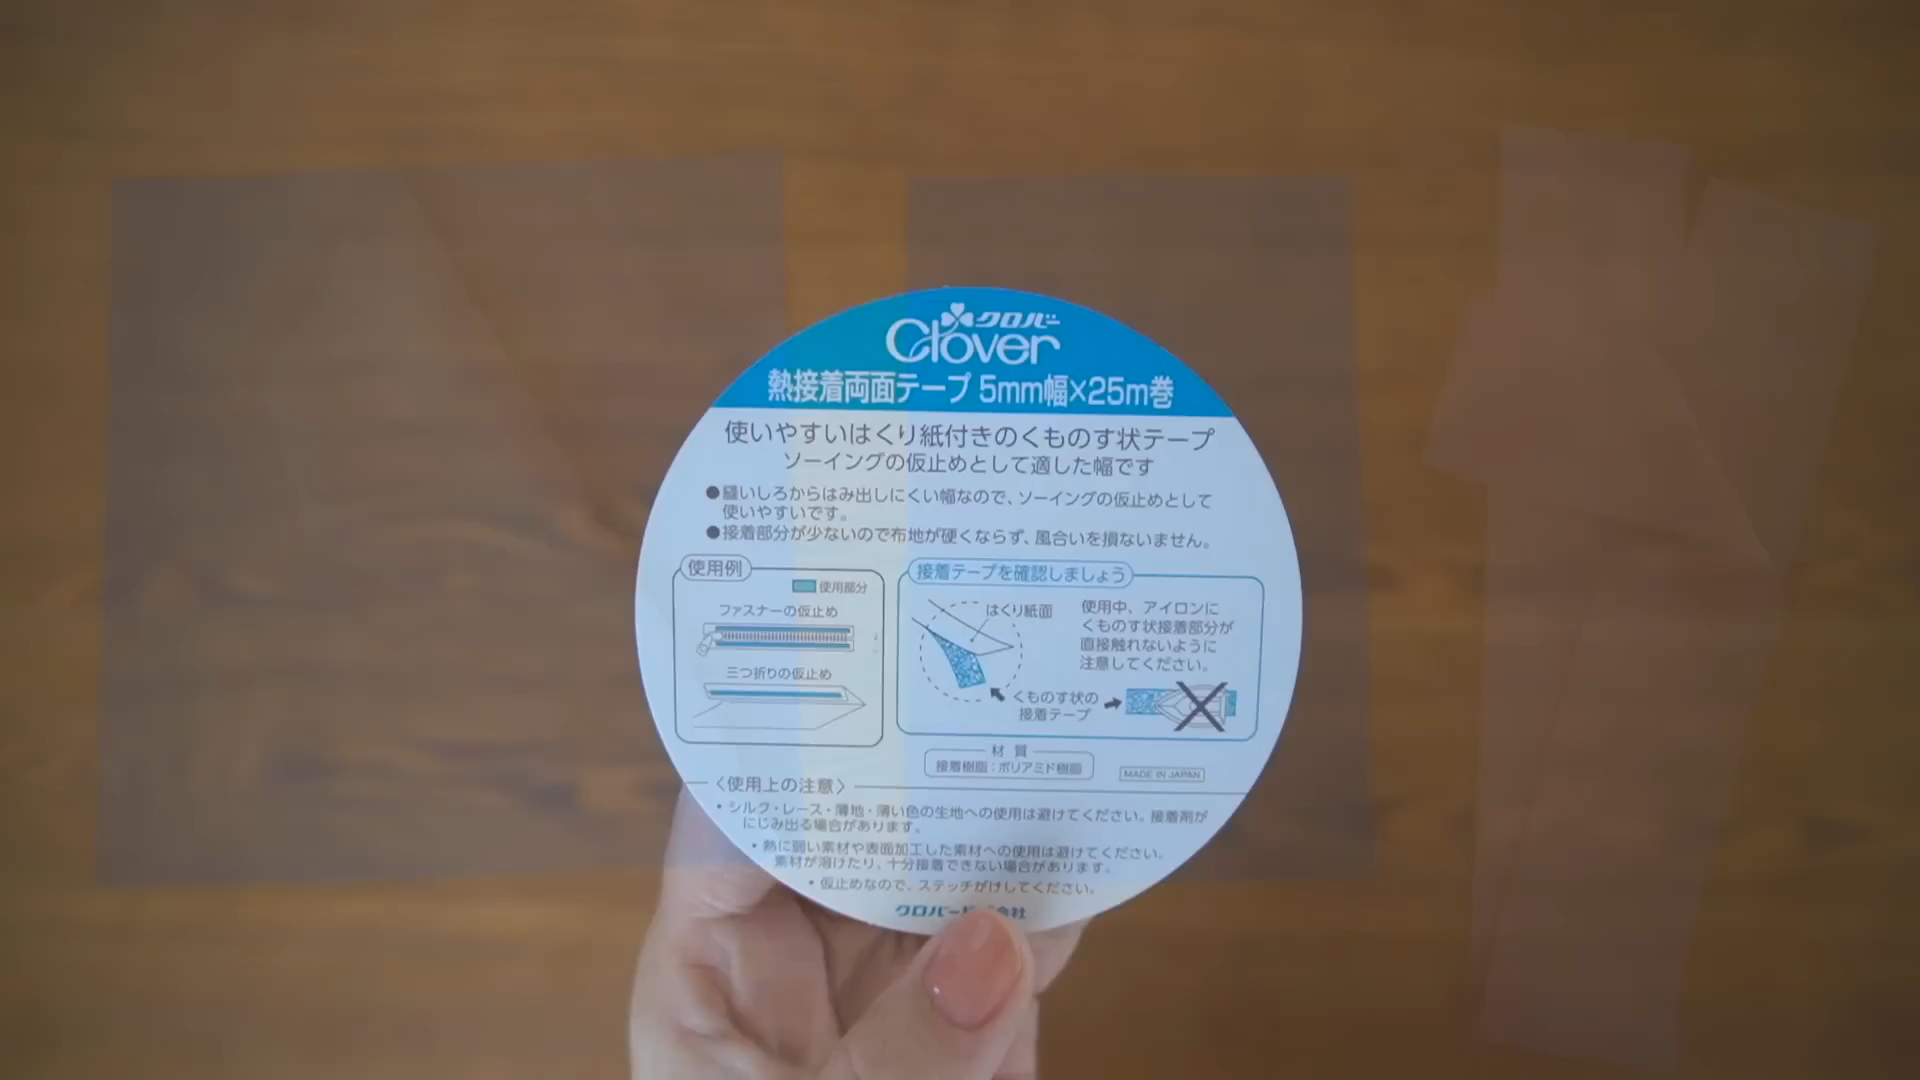 クロバー
Clover
熱接着両面テープ 5mm幅×25m巻
使いやすいはくり紙付きのくものす状テープ
ソーイングの仮止めとして適した幅です
●縫いしろからはみ出しにくい幅なので、ソーイングの仮止めとして
使いやすいです。
●接着部分が少ないので布地が硬くならず、風合いを損ないません。
使用例
使用部分
ファスナーの仮止め
三つ折りの仮止め
接着テープを確認しましょう
はくり紙面
使用中、アイロンに
くものす状接着部分が
直接触れないように
注意してください。
くものす状の
接着テープ
材 質
接着樹脂:ポリアミド樹脂
MADE IN JAPAN
〈使用上の注意〉
・シルク・レース・薄地・薄い色の生地への使用は避けてください。接着剤が
にじみ出る場合があります。
・熱に弱い素材や表面加工した素材への使用は避けてください。
素材が溶けたり、十分接着できない場合があります。
・仮止めなので、ステッチがけしてください。
クロバー 会社